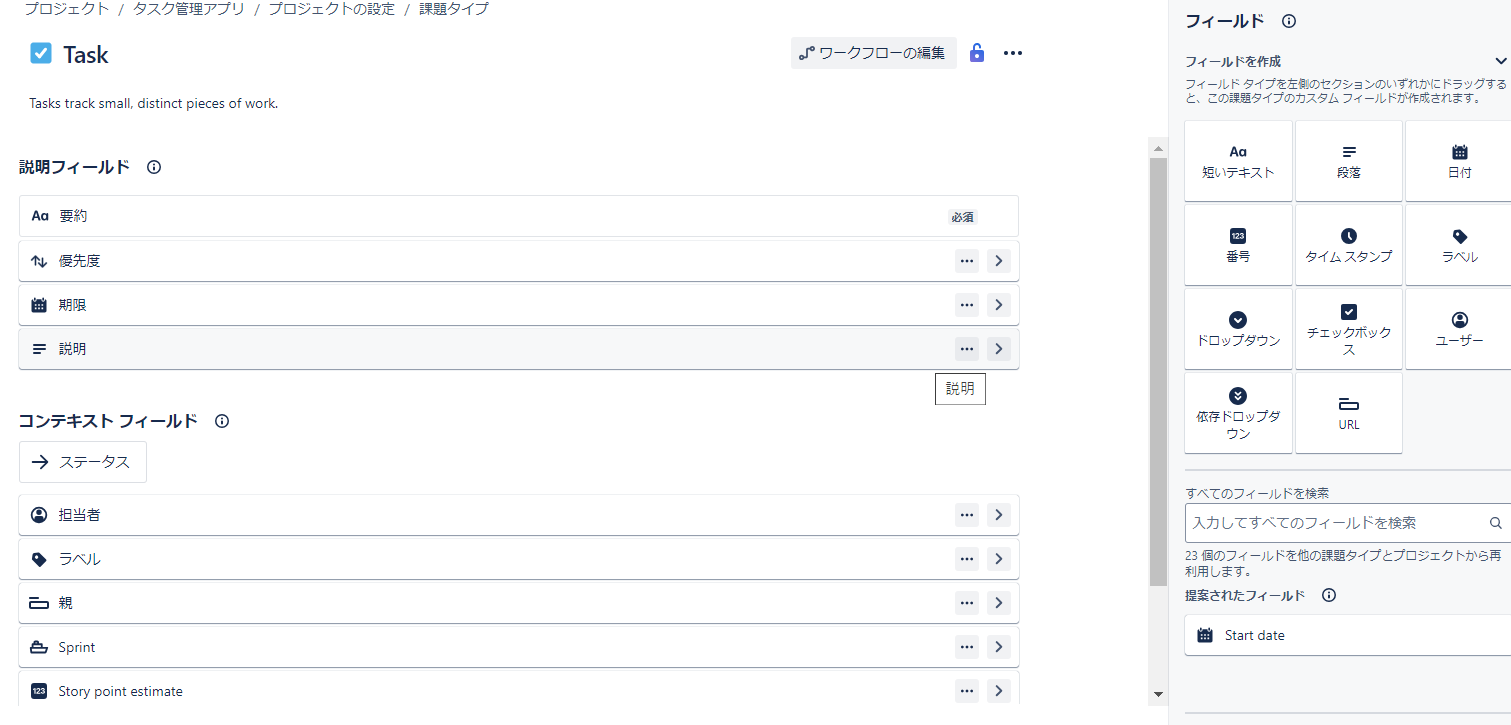 プロジェクト / タスク管理アプリ / プロジェクトの設定 / 課題タイプ
Task
ワークフローの編集
Tasks track small, distinct pieces of work.
説明フィールド
Aa 要約 必須
優先度
期限
説明
説明
コンテキスト フィールド
ステータス
担当者
ラベル
親
Sprint
123 Story point estimate
フィールド
フィールドを作成
フィールド タイプを左側のセクションのいずれかにドラッグする
と、この課題タイプのカスタム フィールドが作成されます。
Aa
短いテキスト
段落
日付
123
番号
タイム スタンプ
ラベル
ドロップダウン
チェックボック
ス
ユーザー
依存ドロップダ
ウン
URL
すべてのフィールドを検索
入力してすべてのフィールドを検索
23 個のフィールドを他の課題タイプとプロジェクトから再
利用します。
提案されたフィールド
Start date